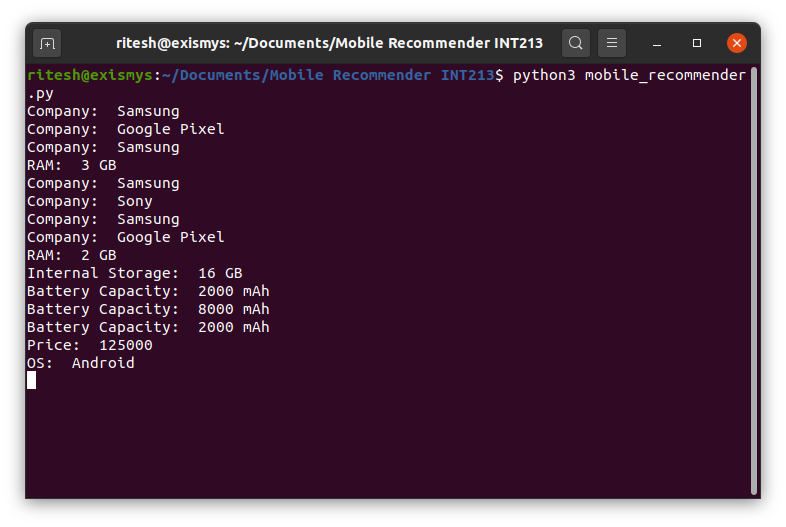 ritesh@exismys: ~/Documents/Mobile Recommender INT213
ritesh@exismys:~/Documents/Mobile Recommender INT213$ python3 mobile_recommender
.py
Company:  Samsung
Company:  Google Pixel
Company:  Samsung
RAM:  3 GB
Company:  Samsung
Company:  Sony
Company:  Samsung
Company:  Google Pixel
RAM:  2 GB
Internal Storage:  16 GB
Battery Capacity:  2000 mAh
Battery Capacity:  8000 mAh
Battery Capacity:  2000 mAh
Price:  125000
OS:  Android